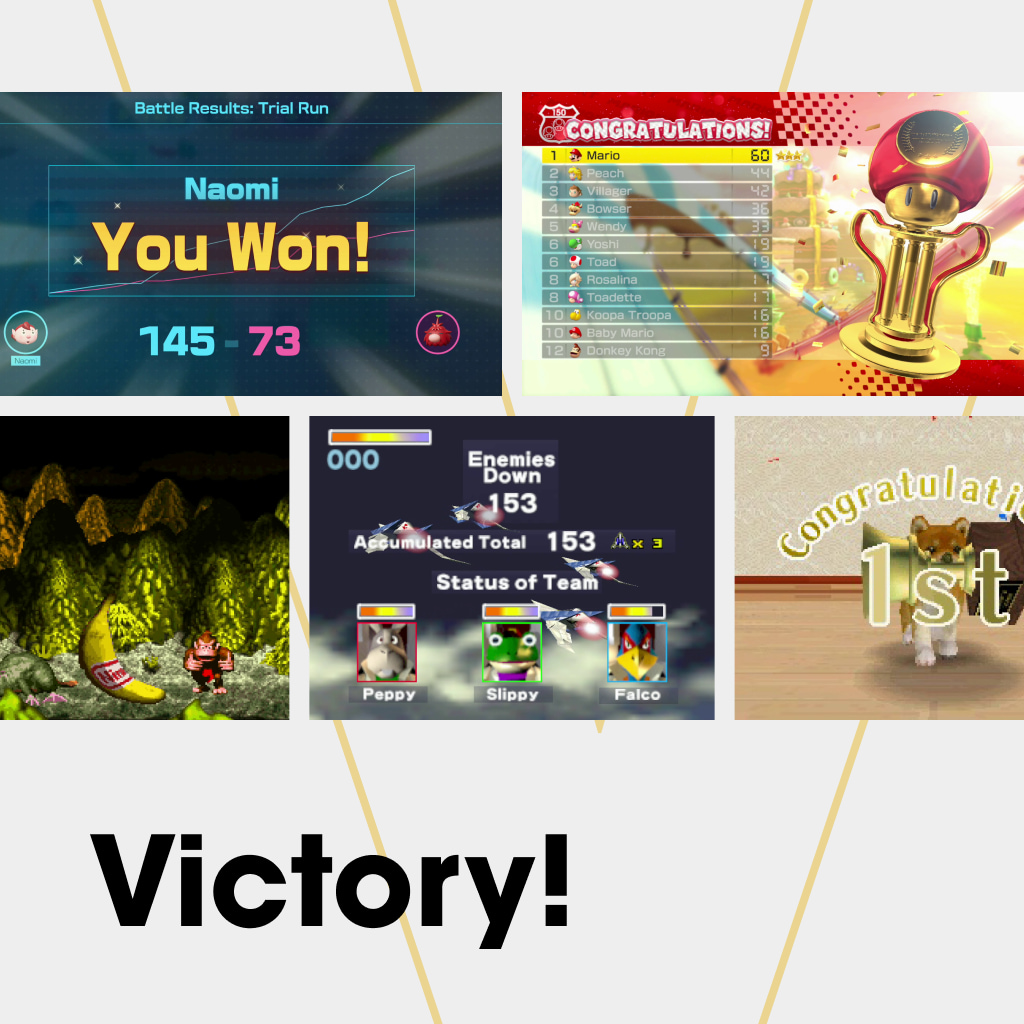 Battle Results: Trial Run
Naomi
You Won!
145 - 73
Naomi
150
CONGRATULATIONS!
1 Mario 60
2 Peach 44
3 Villager 42
4 Bowser 36
5 Wendy 33
6 Yoshi 19
6 Toad 19
8 Rosalina 17
8 Toadette 17
10 Koopa Troopa 16
10 Baby Mario 16
12 Donkey Kong 9
000
Enemies
Down
153
Accumulated Total 153 x 3
Status of Team
Peppy Slippy Falco
Congratulati
1st
Victory!